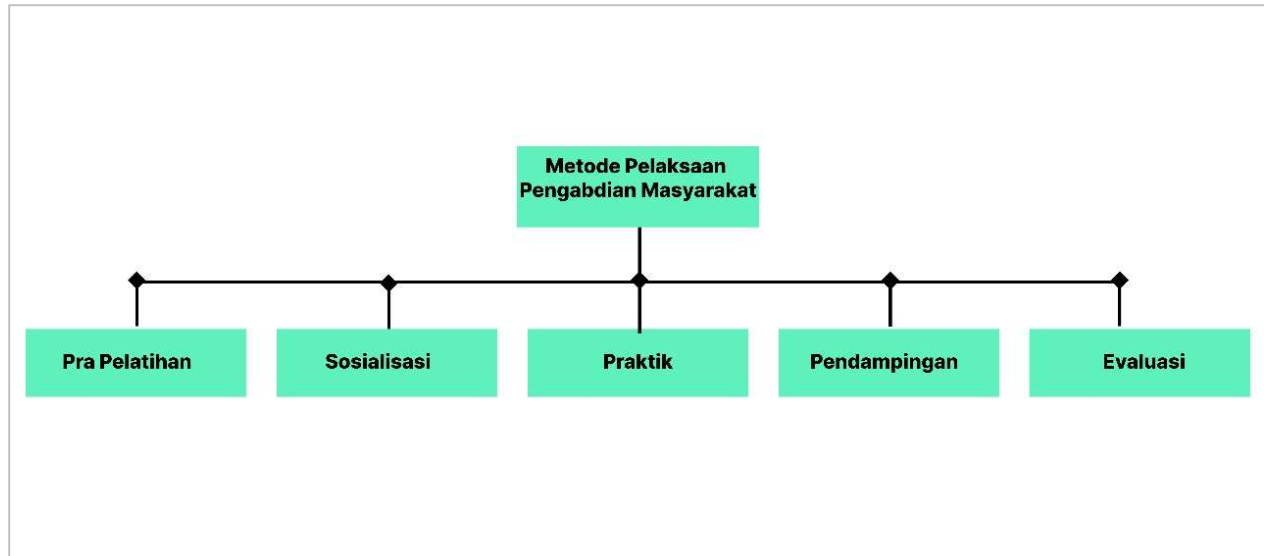 Metode Pelaksaan
Pengabdian Masyarakat
Pra Pelatihan
Sosialisasi
Praktik
Pendampingan
Evaluasi